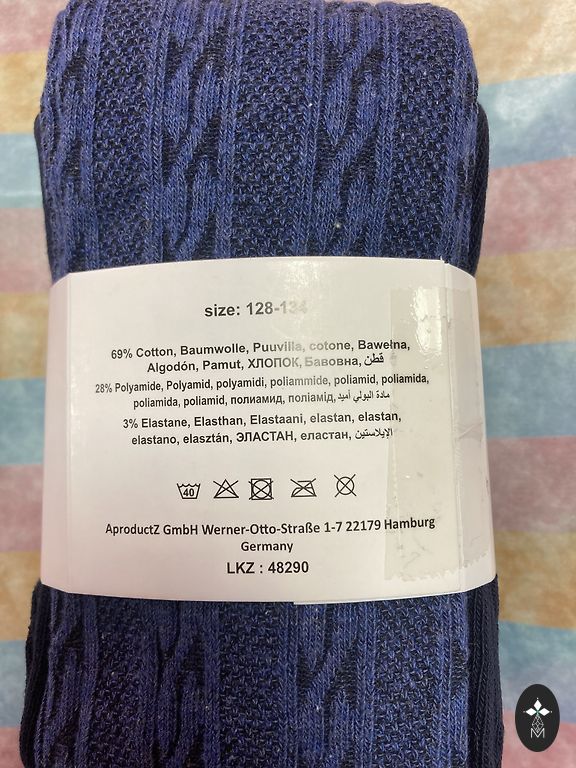 size: 128-134
69% Cotton, Baumwolle, Puuvilla, cotone, Bawełna,
Algodón, Pamut, ХЛОПОК, Бавовна, قطن
28% Polyamide, Polyamid, polyamidi, poliammide, poliamid, poliamida,
poliamida, poliamid, полиамид, поліамід, مادة البولي أميد
3% Elastane, Elasthan, Elastaani, elastan, elastan,
elastano, elasztán, ЭЛАСТАН, еластан, الإيلاستين
40
AproductZ GmbH Werner-Otto-Straße 1-7 22179 Hamburg
Germany
LKZ : 48290
M